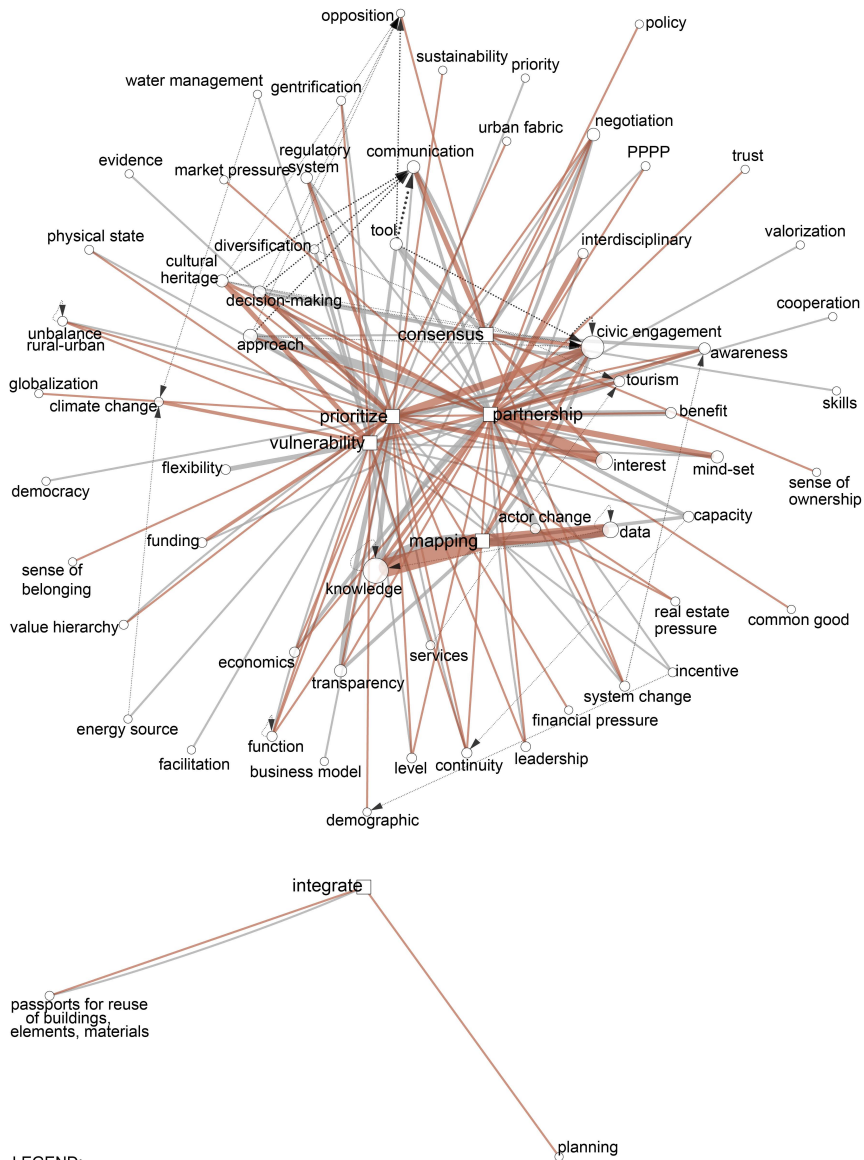 opposition
policy
sustainability
priority
water management
gentrification
urban fabric
negotiation
regulatory
system
communication
PPPP
trust
evidence
market pressure
physical state
diversification
tool
interdisciplinary
valorization
cultural
heritage
decision-making
cooperation
unbalance
rural-urban
approach
consensus
civic engagement
awareness
globalization
climate change
tourism
skills
prioritize
partnership
benefit
vulnerability
flexibility
interest
mind-set
sense of
ownership
democracy
actor change
capacity
funding
mapping
data
sense of
belonging
knowledge
real estate
pressure
common good
value hierarchy
economics
services
transparency
incentive
system change
energy source
financial pressure
function
facilitation
business model
level
continuity
leadership
demographic
integrate
passports for reuse
of buildings,
elements, materials
planning
LEGEND: